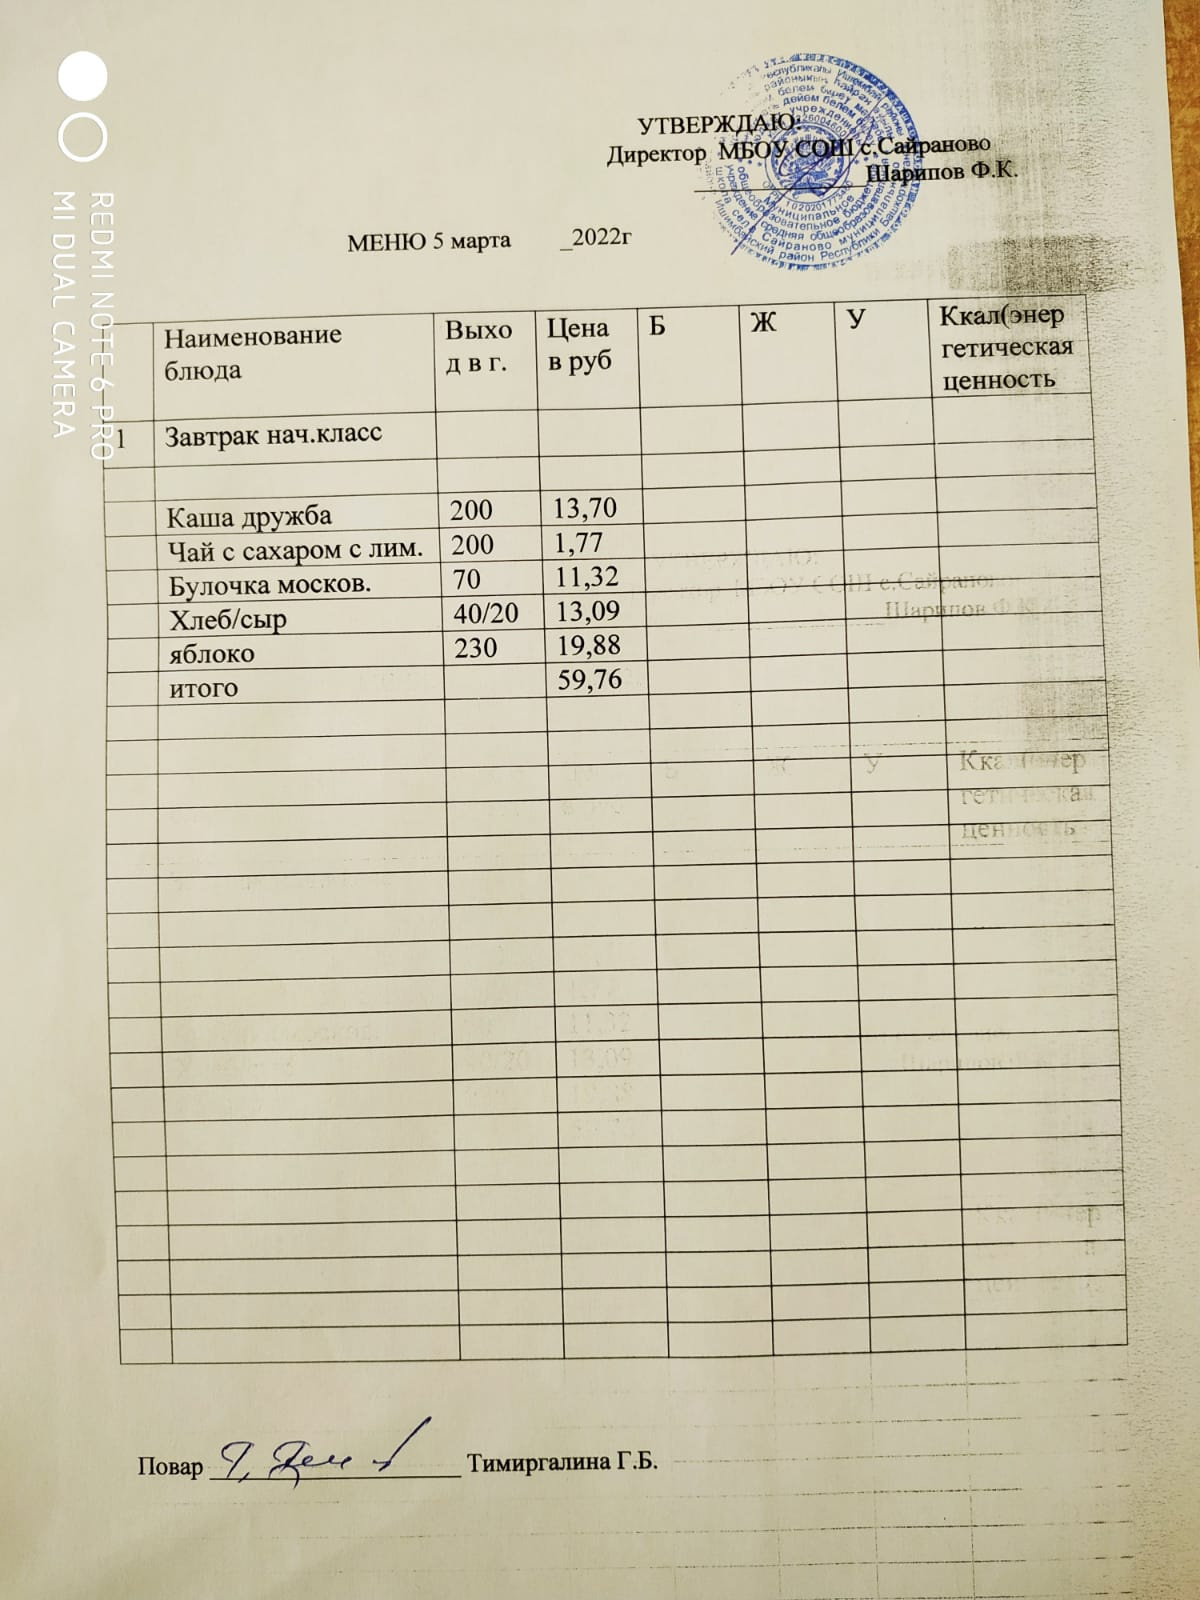 УТВЕРЖДАЮ:
Директор МБОУ СОШ с.Сайраново
Шарипов Ф.К.
МЕНЮ 5 марта _2022г
Наименование блюда Выход в г. Цена в руб Б Ж У Ккал(энергетическая ценность
1 Завтрак нач.класс
Каша дружба 200 13,70
Чай с сахаром с лим. 200 1,77
Булочка москов. 70 11,32
Хлеб/сыр 40/20 13,09
яблоко 230 19,88
итого 59,76
Повар Тимиргалина Г.Б.
REDMI NOTE 6 PRO
MI DUAL CAMERA